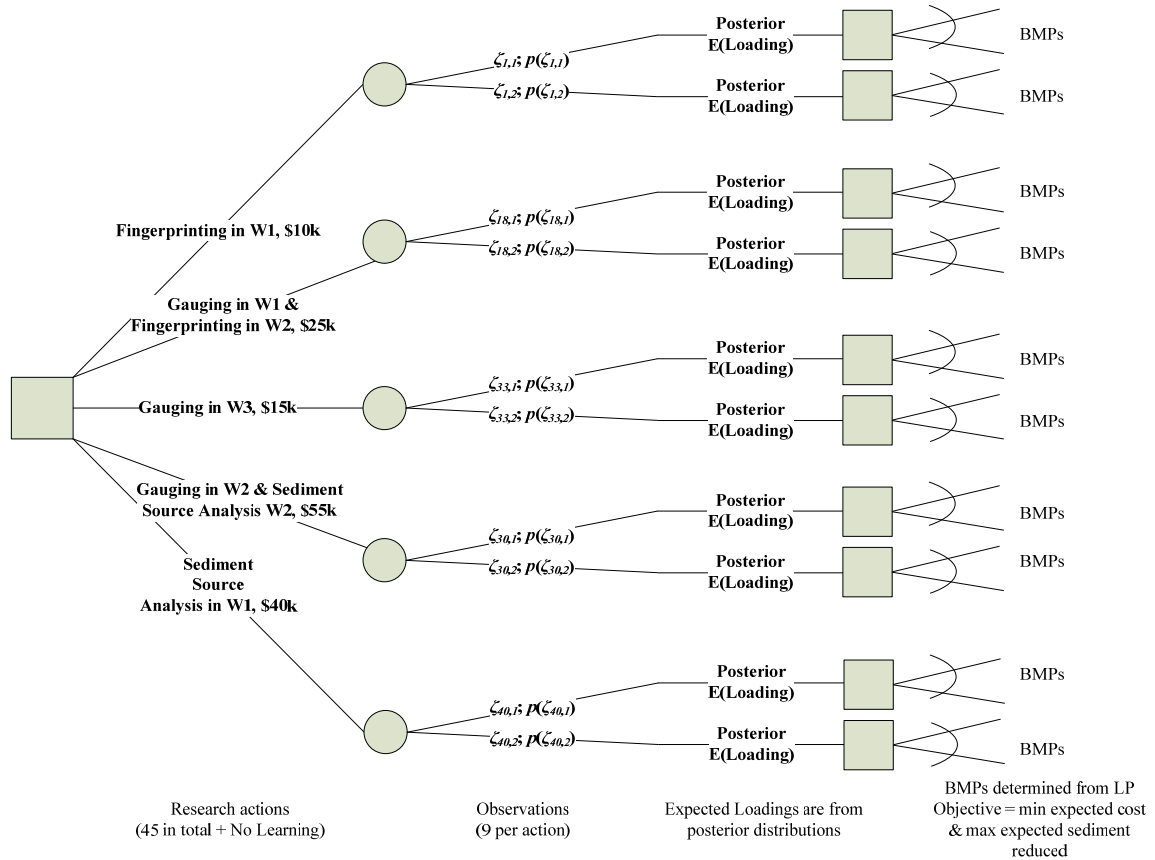 Posterior
E(Loading)
BMPs
ζ1,1; p(ζ1,1)
ζ1,2; p(ζ1,2)
Posterior
E(Loading)
BMPs
Fingerprinting in W1, $10k
Posterior
E(Loading)
BMPs
ζ18,1; p(ζ18,1)
ζ18,2; p(ζ18,2)
Posterior
E(Loading)
BMPs
Gauging in W1 &
Fingerprinting in W2, $25k
Posterior
E(Loading)
BMPs
ζ33,1; p(ζ33,1)
ζ33,2; p(ζ33,2)
Posterior
E(Loading)
BMPs
Gauging in W3, $15k
Gauging in W2 & Sediment
Source Analysis W2, $55k
Posterior
E(Loading)
BMPs
ζ30,1; p(ζ30,1)
ζ30,2; p(ζ30,2)
Posterior
E(Loading)
BMPs
Sediment
Source
Analysis in W1, $40k
Posterior
E(Loading)
BMPs
ζ40,1; p(ζ40,1)
ζ40,2; p(ζ40,2)
Posterior
E(Loading)
BMPs
Research actions
(45 in total + No Learning)
Observations
(9 per action)
Expected Loadings are from
posterior distributions
BMPs determined from LP
Objective = min expected cost
& max expected sediment
reduced